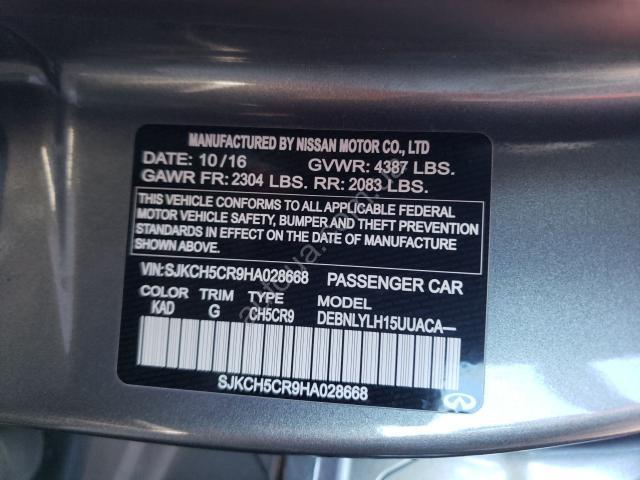 MANUFACTURED BY NISSAN MOTOR CO., LTD
DATE: 10/16 GVWR: 4387 LBS.
GAWR FR: 2304 LBS. RR: 2083 LBS.
THIS VEHICLE CONFORMS TO ALL APPLICABLE FEDERAL
MOTOR VEHICLE SAFETY, BUMPER AND THEFT PREVENTION
STANDARDS IN EFFECT ON THE DATE OF MANUFACTURE
SHOWN ABOVE.
VIN:SJKCH5CR9HA028668 PASSENGER CAR
COLOR TRIM TYPE MODEL
KAD G CH5CR9 DEBNLYLH15UUACA—
SJKCH5CR9HA028668